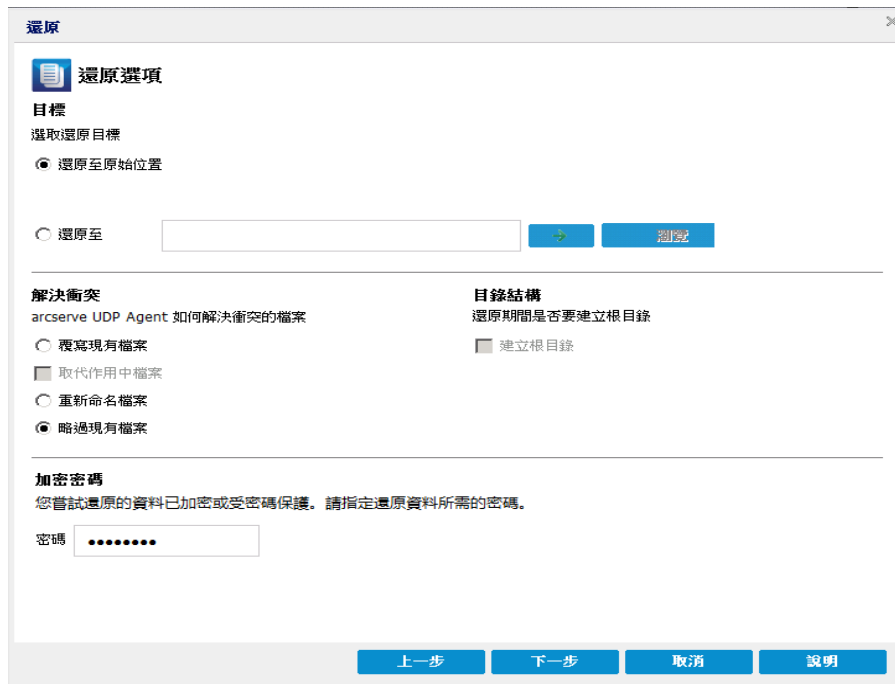 還原
還原選項
目標
選取還原目標
還原至原始位置
還原至
瀏覽
解決衝突
arcserve UDP Agent 如何解決衝突的檔案
覆寫現有檔案
取代作用中檔案
重新命名檔案
略過現有檔案
目錄結構
還原期間是否要建立根目錄
建立根目錄
加密密碼
您嘗試還原的資料已加密或受密碼保護。請指定還原資料所需的密碼。
密碼
上一步
下一步
取消
說明